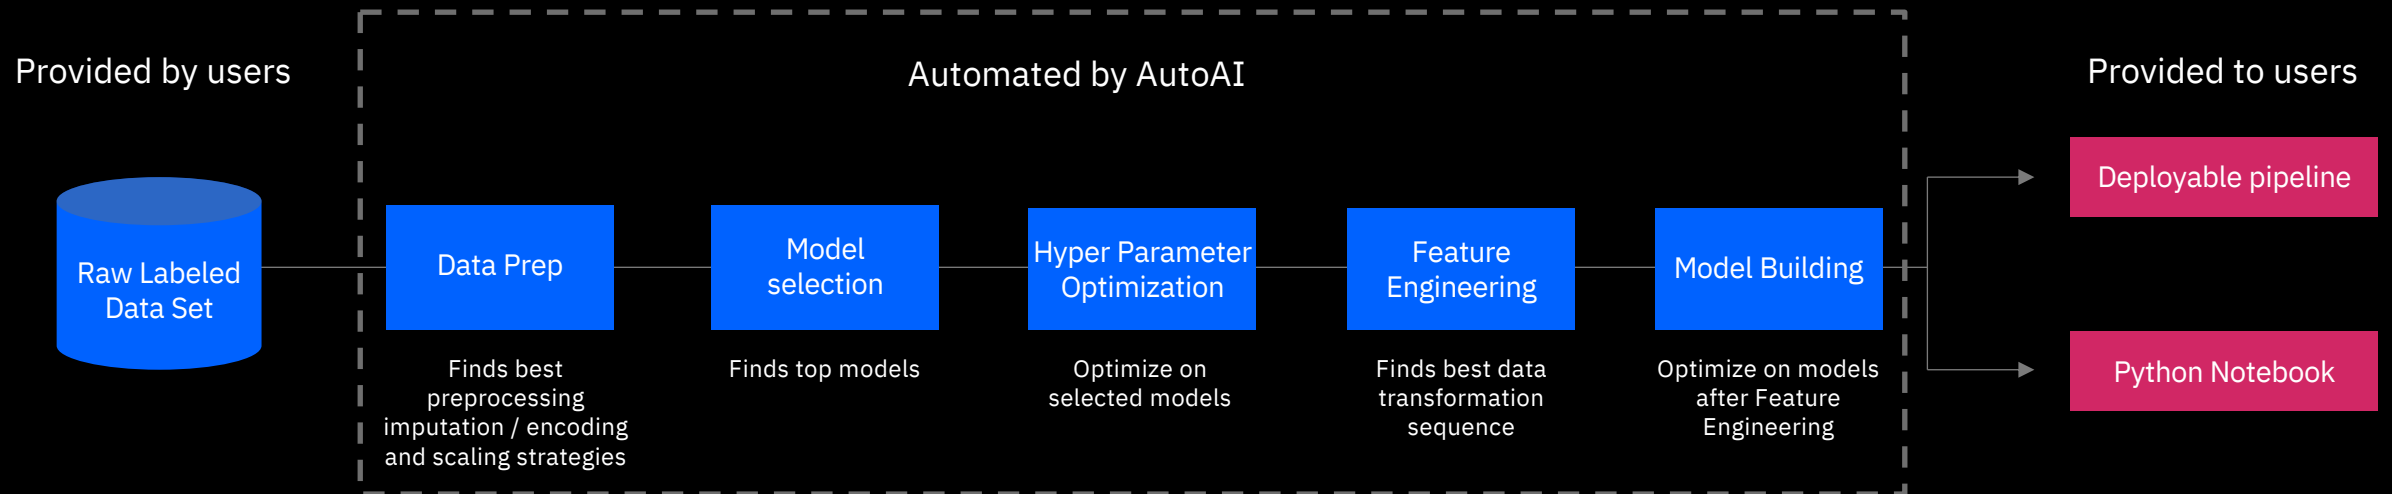 Provided by users
Automated by AutoAI
Provided to users
Raw Labeled
Data Set
Data Prep
Finds best
preprocessing
imputation / encoding
and scaling strategies
Model
selection
Finds top models
Hyper Parameter
Optimization
Optimize on
selected models
Feature
Engineering
Finds best data
transformation
sequence
Model Building
Optimize on models
after Feature
Engineering
Deployable pipeline
Python Notebook